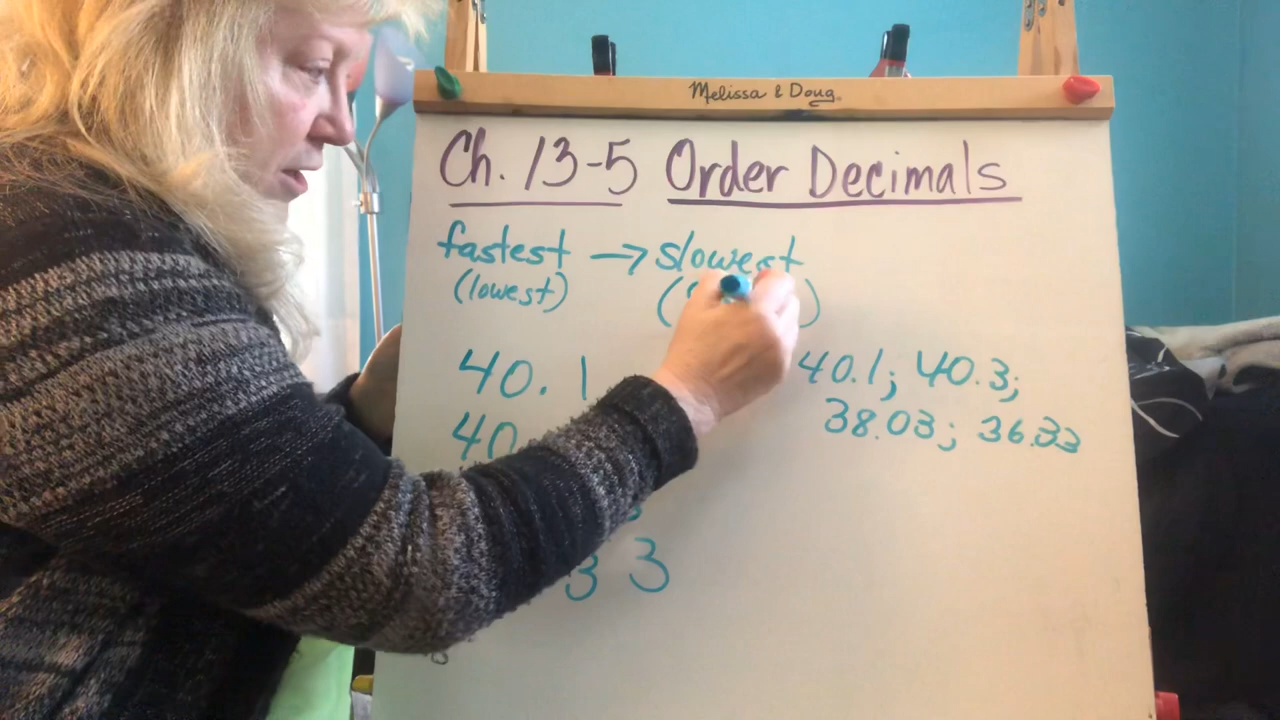 Melissa & Doug
Ch. 13-5 Order Decimals
fastest → slowest
(lowest)
40.1
40
3 3
40.1; 40.3;
38.03; 36.33